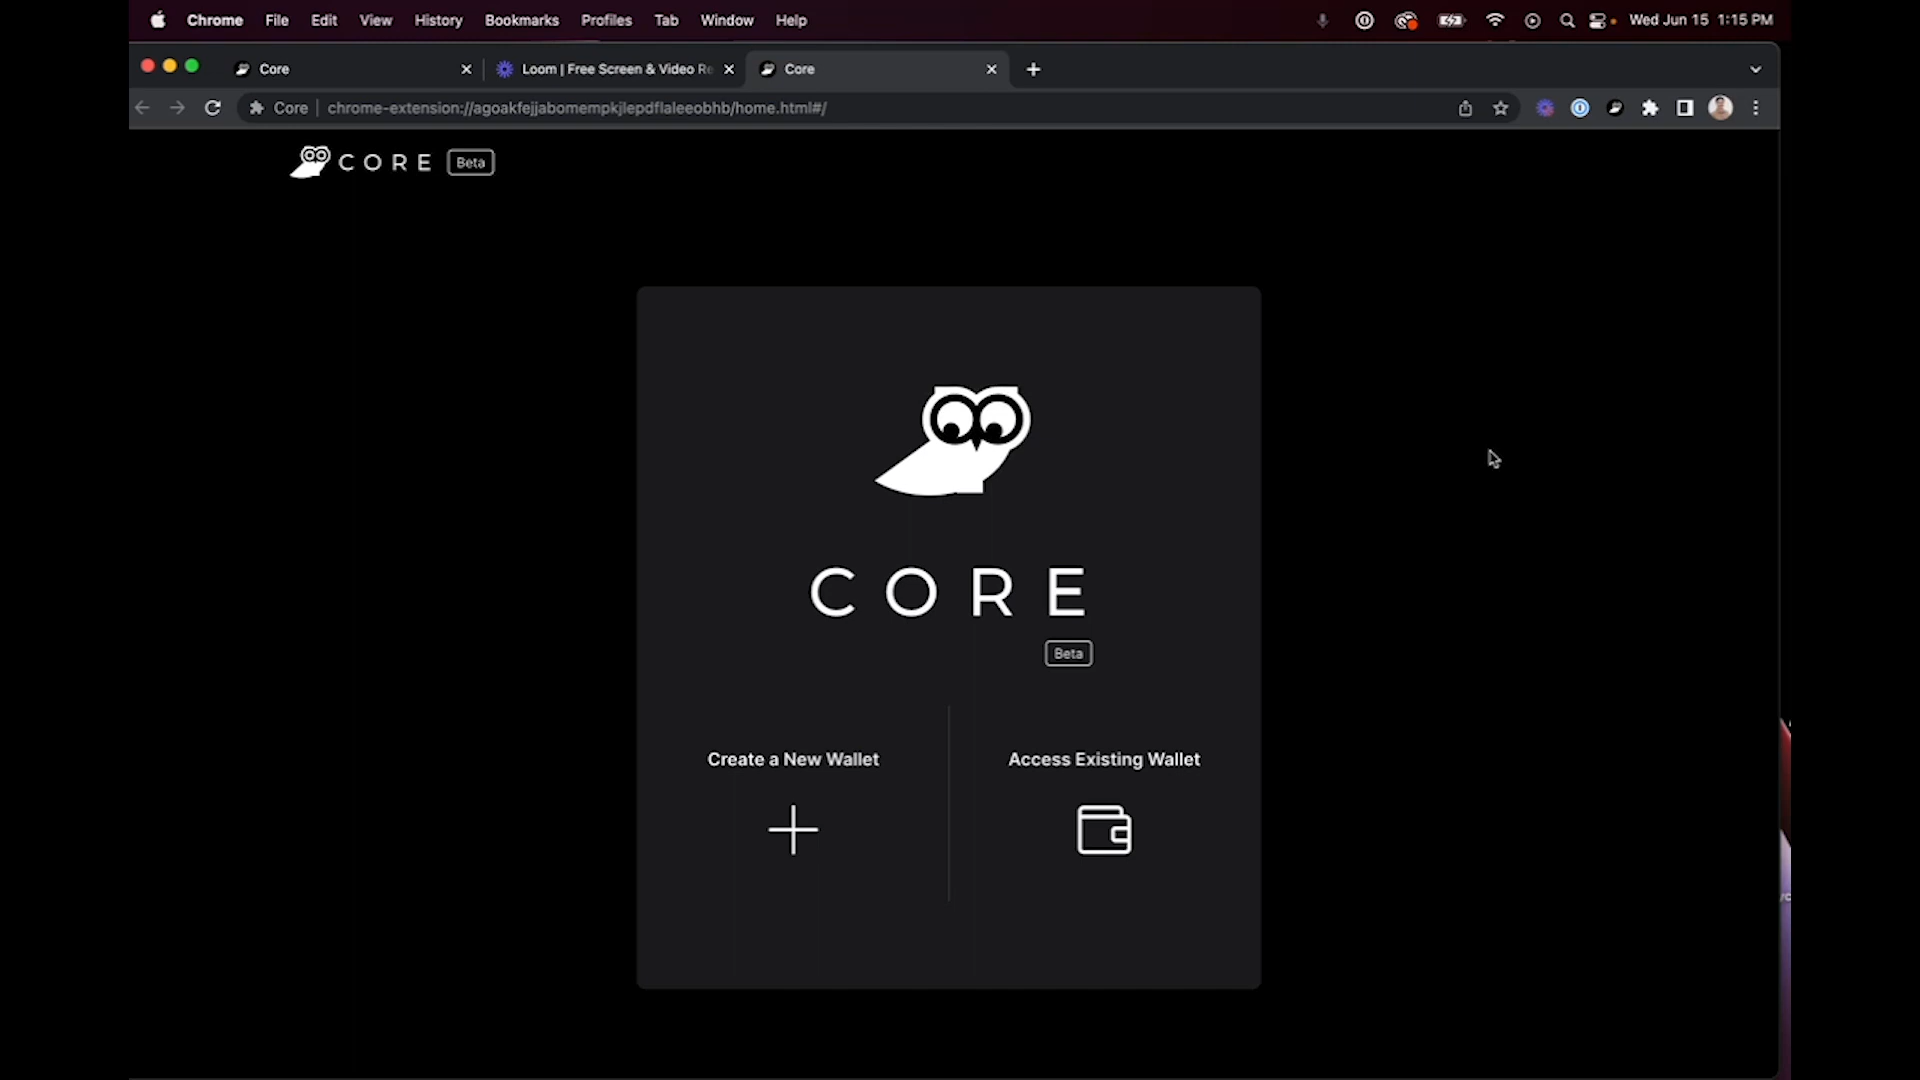 Chrome File Edit View History Bookmarks Profiles Tab Window Help Wed Jun 15 1:15 PM
Core Loom | Free Screen & Video Re Core
Core chrome-extension://agoakfejjabomempkjlepdflaleeobhb/home.html#/
CORE Beta
CORE
Beta
Create a New Wallet Access Existing Wallet